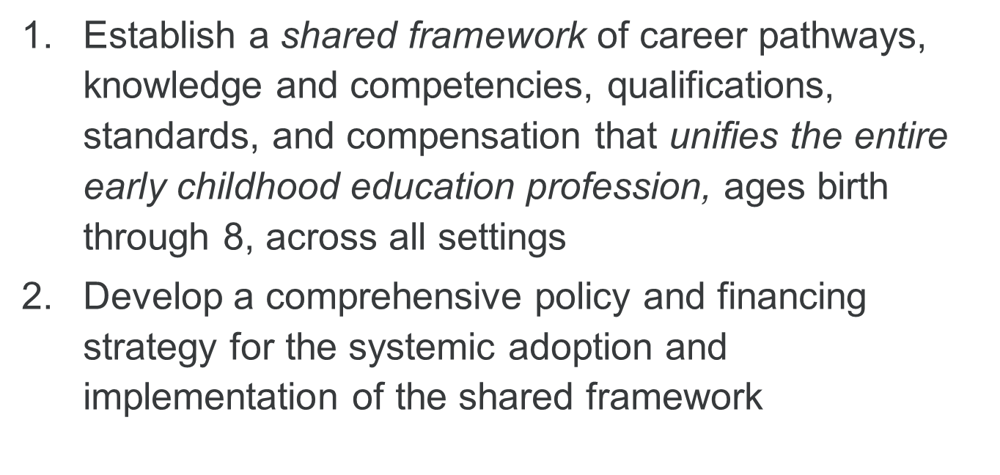 1. Establish a shared framework of career pathways,
knowledge and competencies, qualifications,
standards, and compensation that unifies the entire
early childhood education profession, ages birth
through 8, across all settings
2. Develop a comprehensive policy and financing
strategy for the systemic adoption and
implementation of the shared framework